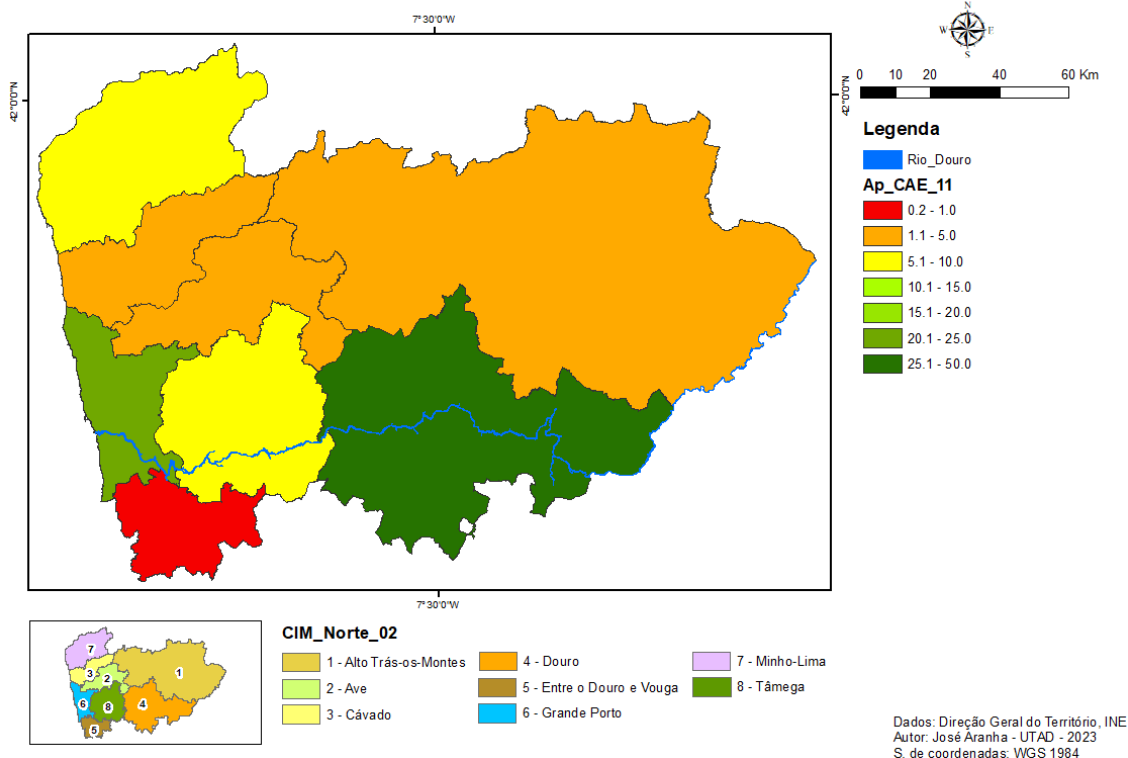 7°30'0"W
N
W
E
S
42°0'0"N
42°0'0"N
0 10 20 40 60 Km
Legenda
Rio_Douro
Ap_CAE_11
0.2 - 1.0
1.1 - 5.0
5.1 - 10.0
10.1 - 15.0
15.1 - 20.0
20.1 - 25.0
25.1 - 50.0
7°30'0"W
CIM_Norte_02
1 - Alto Trás-os-Montes
2 - Ave
3 - Cávado
4 - Douro
5 - Entre o Douro e Vouga
6 - Grande Porto
7 - Minho-Lima
8 - Tâmega
7
3
2
1
6
8
4
5
Dados: Direção Geral do Território, INE
Autor: José Aranha - UTAD - 2023
S. de coordenadas: WGS 1984